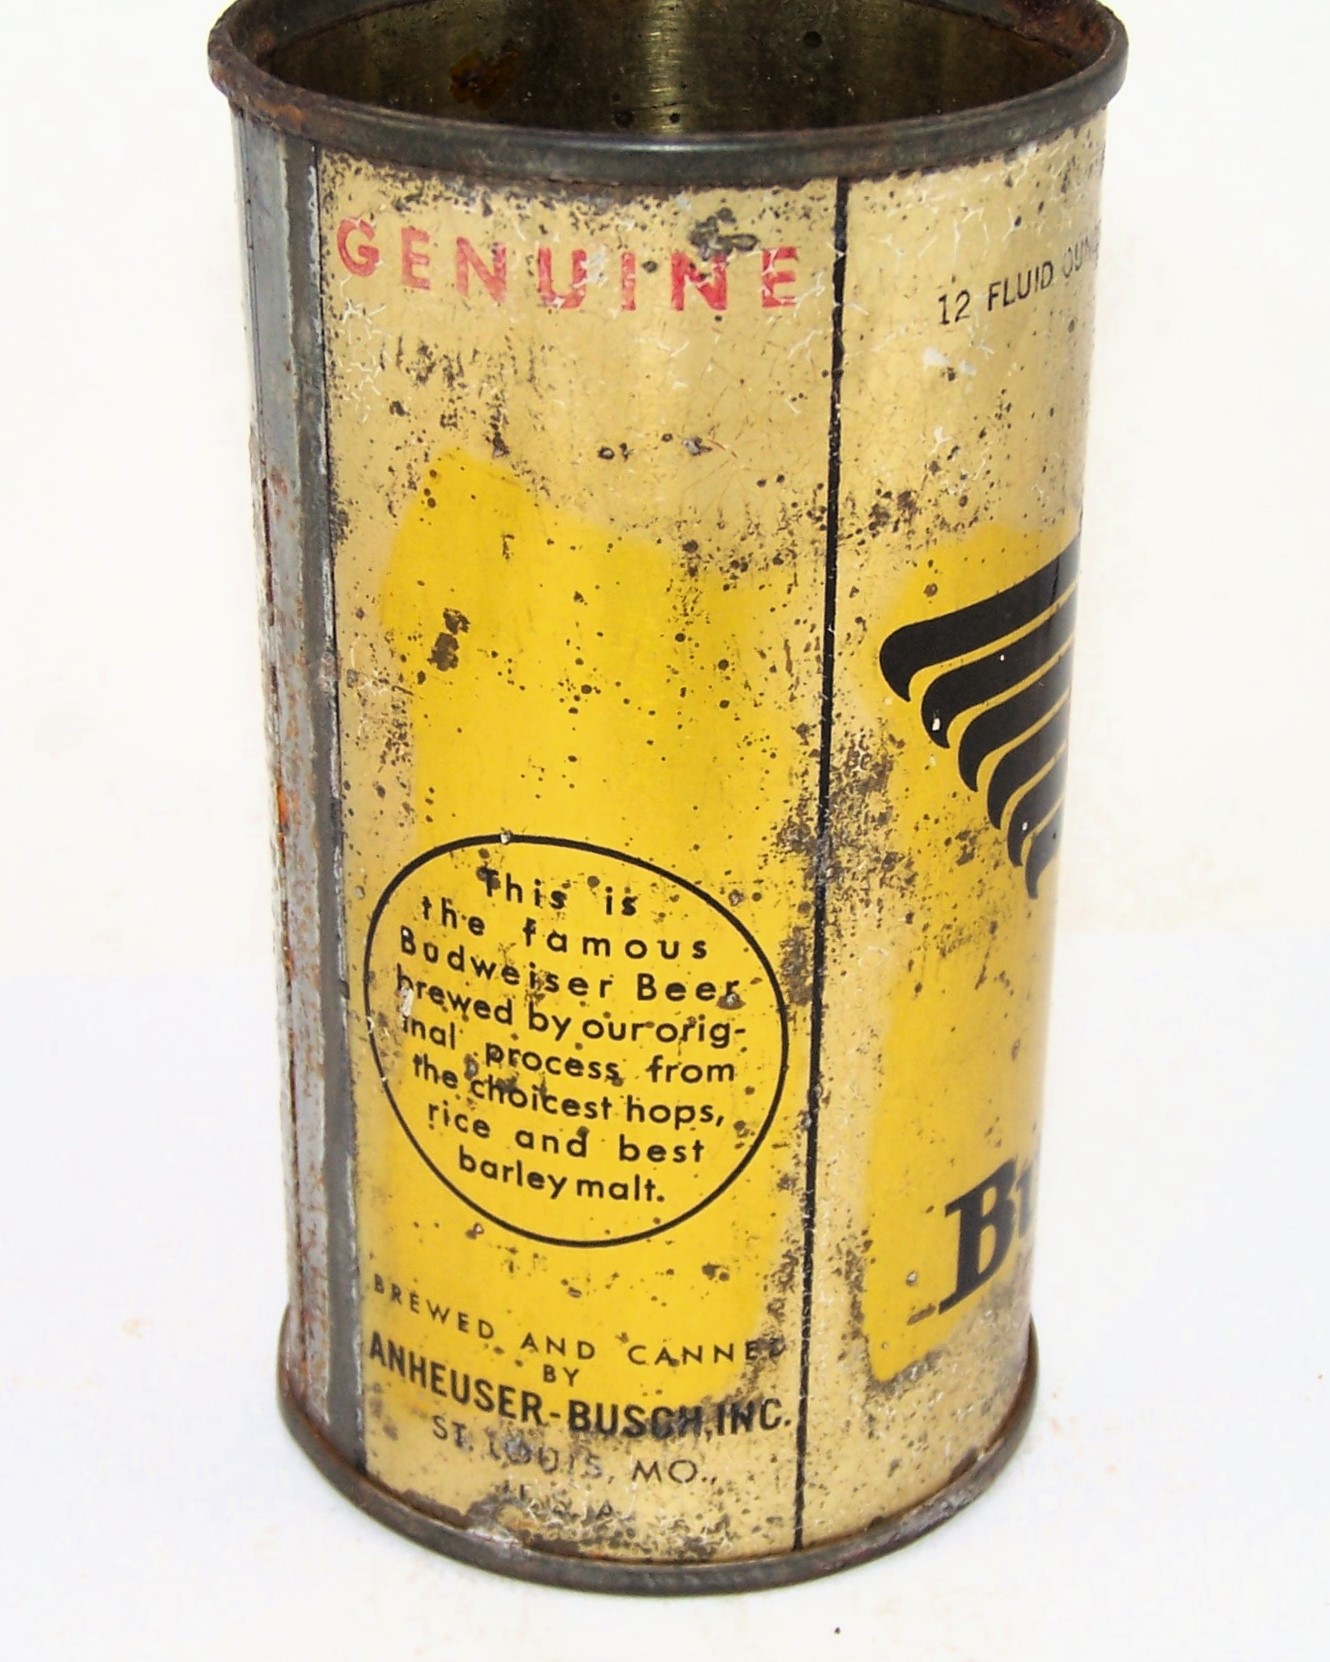 GENUINE
12 FLUID
This is
the famous
Budweiser Beer
brewed by our orig-
inal process from
the choicest hops,
rice and best
barley malt.
BREWED AND CANNED
BY
ANHEUSER-BUSCH, INC.
ST. LOUIS, MO.,
U.S.A.